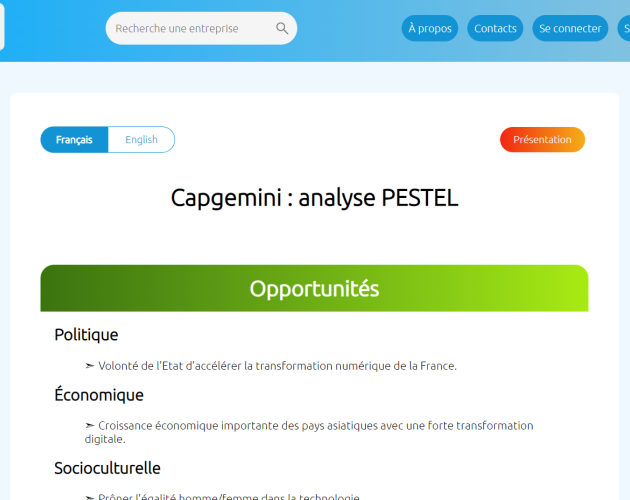 Recherche une entreprise
À propos
Contacts
Se connecter
S
Français
English
Présentation
Capgemini : analyse PESTEL
Opportunités
Politique
➣ Volonté de l'Etat d'accélérer la transformation numérique de la France.
Économique
➣ Croissance économique importante des pays asiatiques avec une forte transformation
digitale.
Socioculturelle
➣ Prôner l'égalité homme/femme dans la technologie